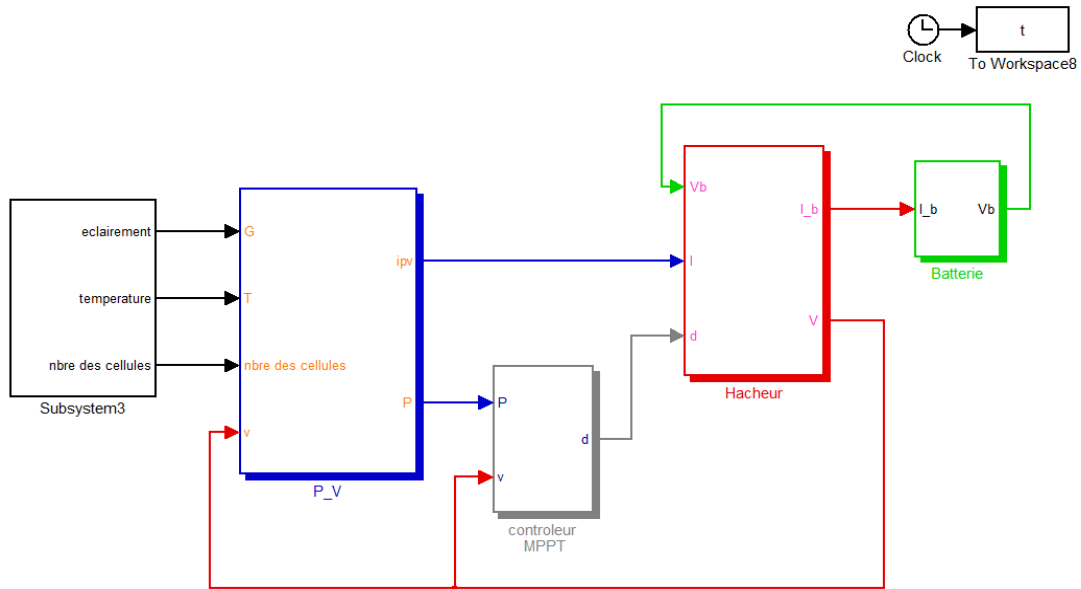 t
Clock
To Workspace8
eclairement
temperature
nbre des cellules
Subsystem3
G
T
nbre des cellules
v
ipv
P
P_V
P
v
d
controleur
MPPT
Vb
I
d
I_b
V
Hacheur
I_b
Vb
Batterie